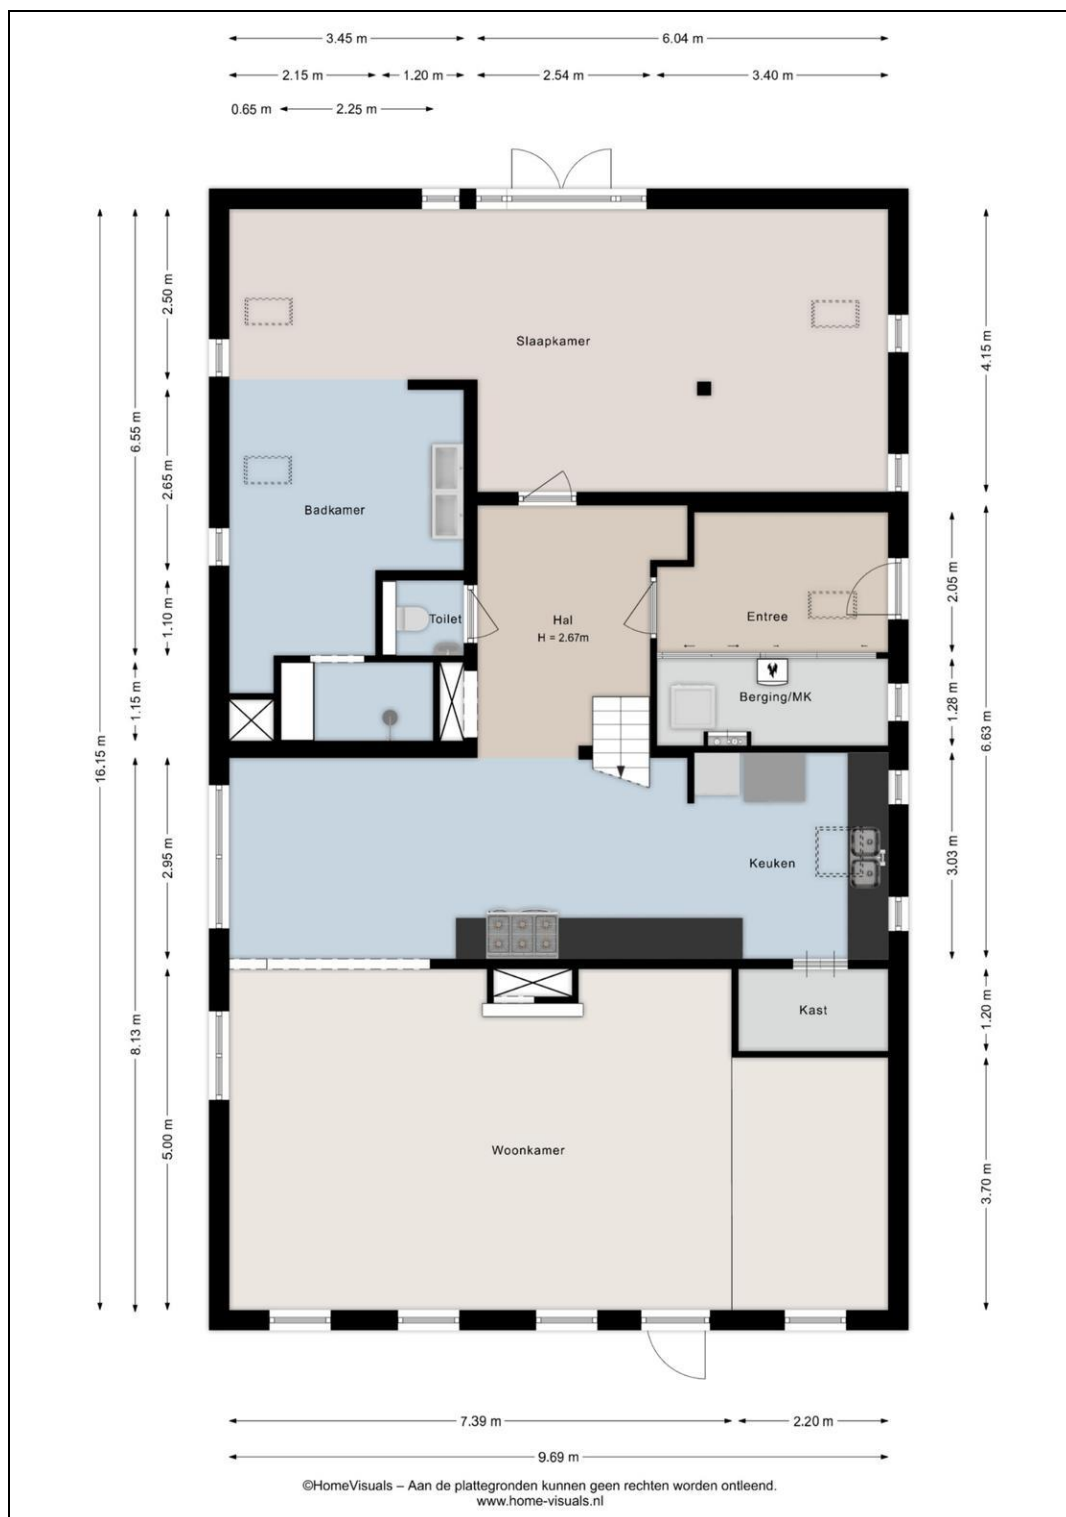 3.45 m
6.04 m
2.15 m
1.20 m
2.54 m
3.40 m
0.65 m
2.25 m
16.15 m
6.55 m
1.15 m
8.13 m
2.50 m
2.65 m
1.10 m
2.95 m
5.00 m
Slaapkamer
Badkamer
Toilet
Hal
H = 2.67m
Entree
Berging/MK
Keuken
Kast
Woonkamer
2.05 m
1.28 m
3.03 m
4.15 m
6.63 m
1.20 m
3.70 m
7.39 m
2.20 m
9.69 m
©HomeVisuals – Aan de plattegronden kunnen geen rechten worden ontleend.
www.home-visuals.nl